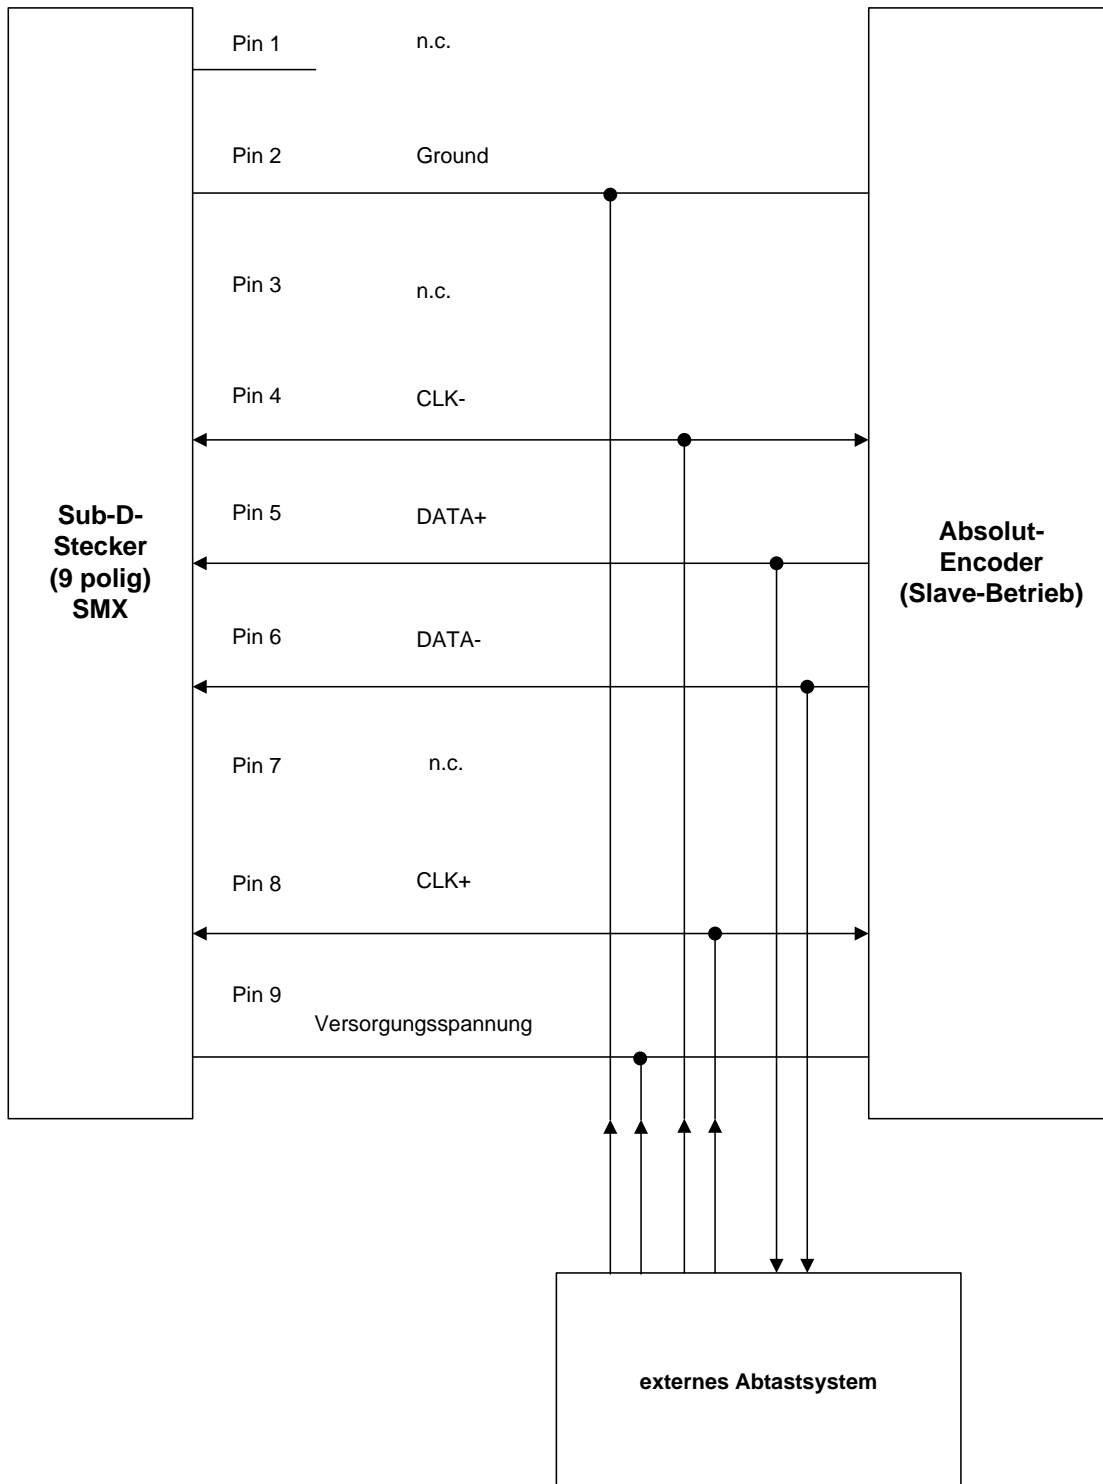 Pin 1 n.c.
Pin 2 Ground
Pin 3 n.c.
Pin 4 CLK-
Pin 5 DATA+
Pin 6 DATA-
Pin 7 n.c.
Pin 8 CLK+
Pin 9
Versorgungsspannung
Sub-D-
Stecker
(9 polig)
SMX
Absolut-
Encoder
(Slave-Betrieb)
externes Abtastsystem